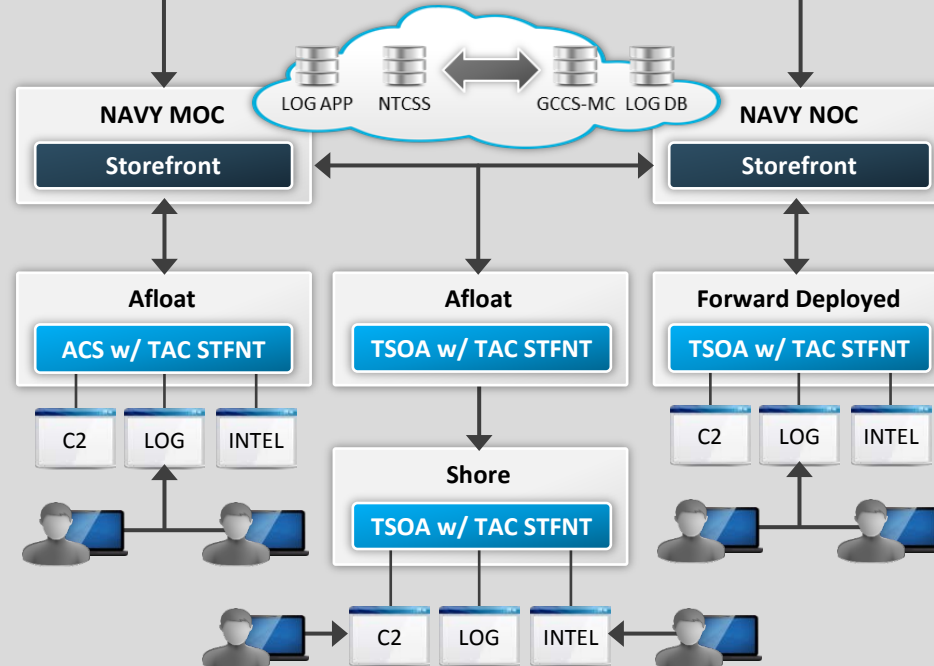 LOG APP
NTCSS
GCCS-MC
LOG DB
NAVY MOC
Storefront
NAVY NOC
Storefront
Afloat
ACS w/ TAC STFNT
Afloat
TSOA w/ TAC STFNT
Forward Deployed
TSOA w/ TAC STFNT
C2
LOG
INTEL
C2
LOG
INTEL
Shore
TSOA w/ TAC STFNT
C2
LOG
INTEL